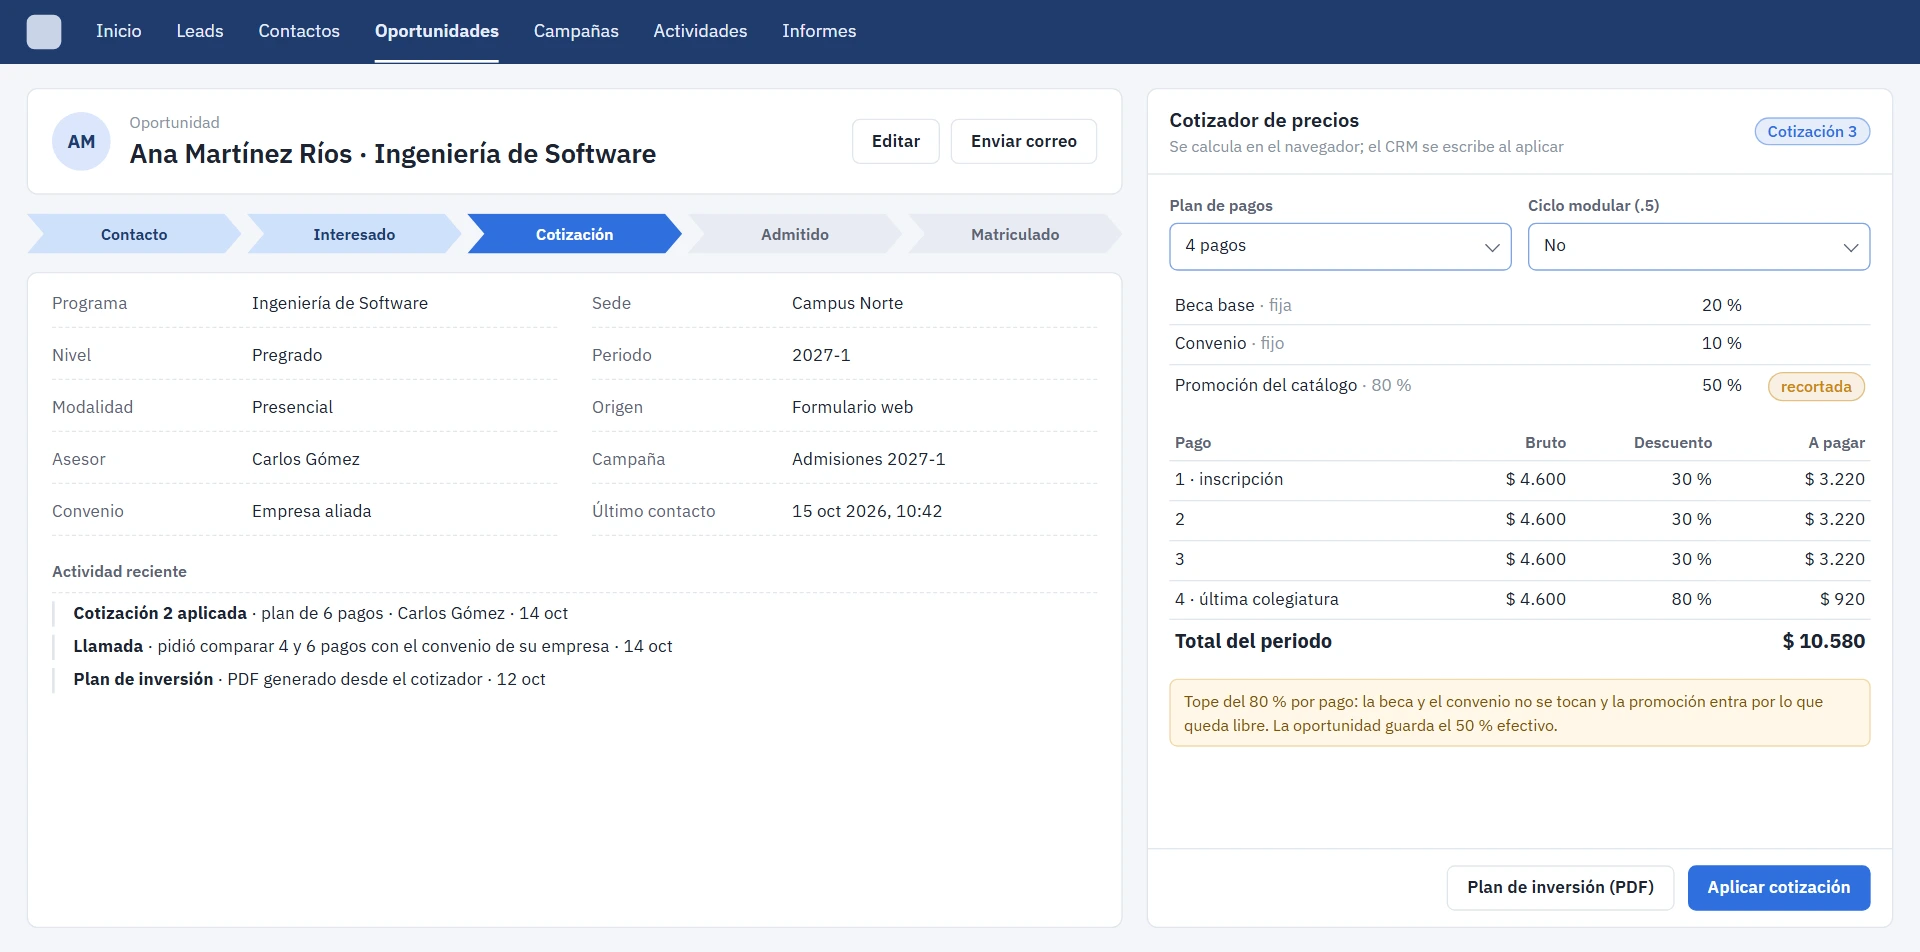 Inicio Leads Contactos Oportunidades Campañas Actividades Informes
AM
Oportunidad
Ana Martínez Ríos · Ingeniería de Software
Editar
Enviar correo
Contacto Interesado Cotización Admitido Matriculado
Programa Ingeniería de Software Sede Campus Norte
Nivel Pregrado Periodo 2027-1
Modalidad Presencial Origen Formulario web
Asesor Carlos Gómez Campaña Admisiones 2027-1
Convenio Empresa aliada Último contacto 15 oct 2026, 10:42
Actividad reciente
Cotización 2 aplicada · plan de 6 pagos · Carlos Gómez · 14 oct
Llamada · pidió comparar 4 y 6 pagos con el convenio de su empresa · 14 oct
Plan de inversión · PDF generado desde el cotizador · 12 oct
Cotizador de precios
Se calcula en el navegador; el CRM se escribe al aplicar
Cotización 3
Plan de pagos Ciclo modular (.5)
4 pagos No
Beca base · fija 20 %
Convenio · fijo 10 %
Promoción del catálogo · 80 % 50 % recortada
Pago Bruto Descuento A pagar
1 · inscripción $ 4.600 30 % $ 3.220
2 $ 4.600 30 % $ 3.220
3 $ 4.600 30 % $ 3.220
4 · última colegiatura $ 4.600 80 % $ 920
Total del periodo $ 10.580
Tope del 80 % por pago: la beca y el convenio no se tocan y la promoción entra por lo que
queda libre. La oportunidad guarda el 50 % efectivo.
Plan de inversión (PDF) Aplicar cotización